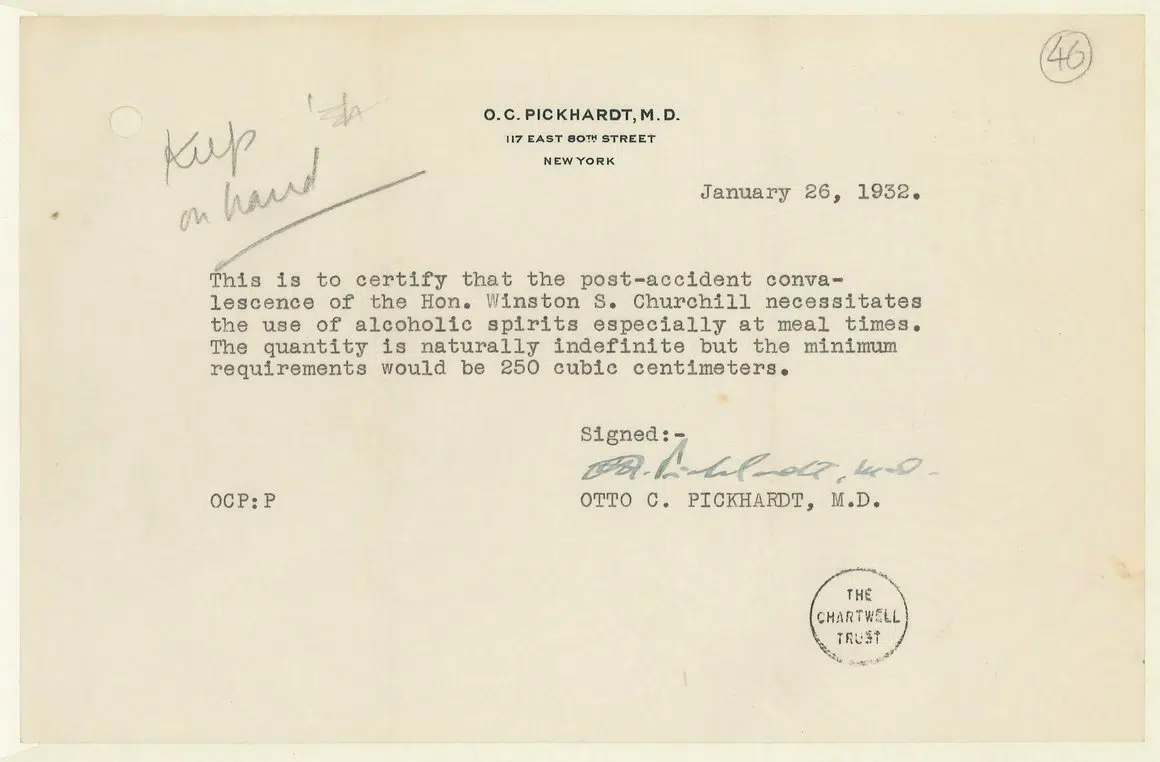 46
O.C. PICKHARDT, M.D.
117 EAST 80TH STREET
NEW YORK
Keep
on hand
January 26, 1932.
This is to certify that the post-accident conva-
lescence of the Hon. Winston S. Churchill necessitates
the use of alcoholic spirits especially at meal times.
The quantity is naturally indefinite but the minimum
requirements would be 250 cubic centimeters.
Signed:-
Pickhardt, M.D.
OCP:P OTTO C. PICKHARDT, M.D.
THE
CHARTWELL
TRUST